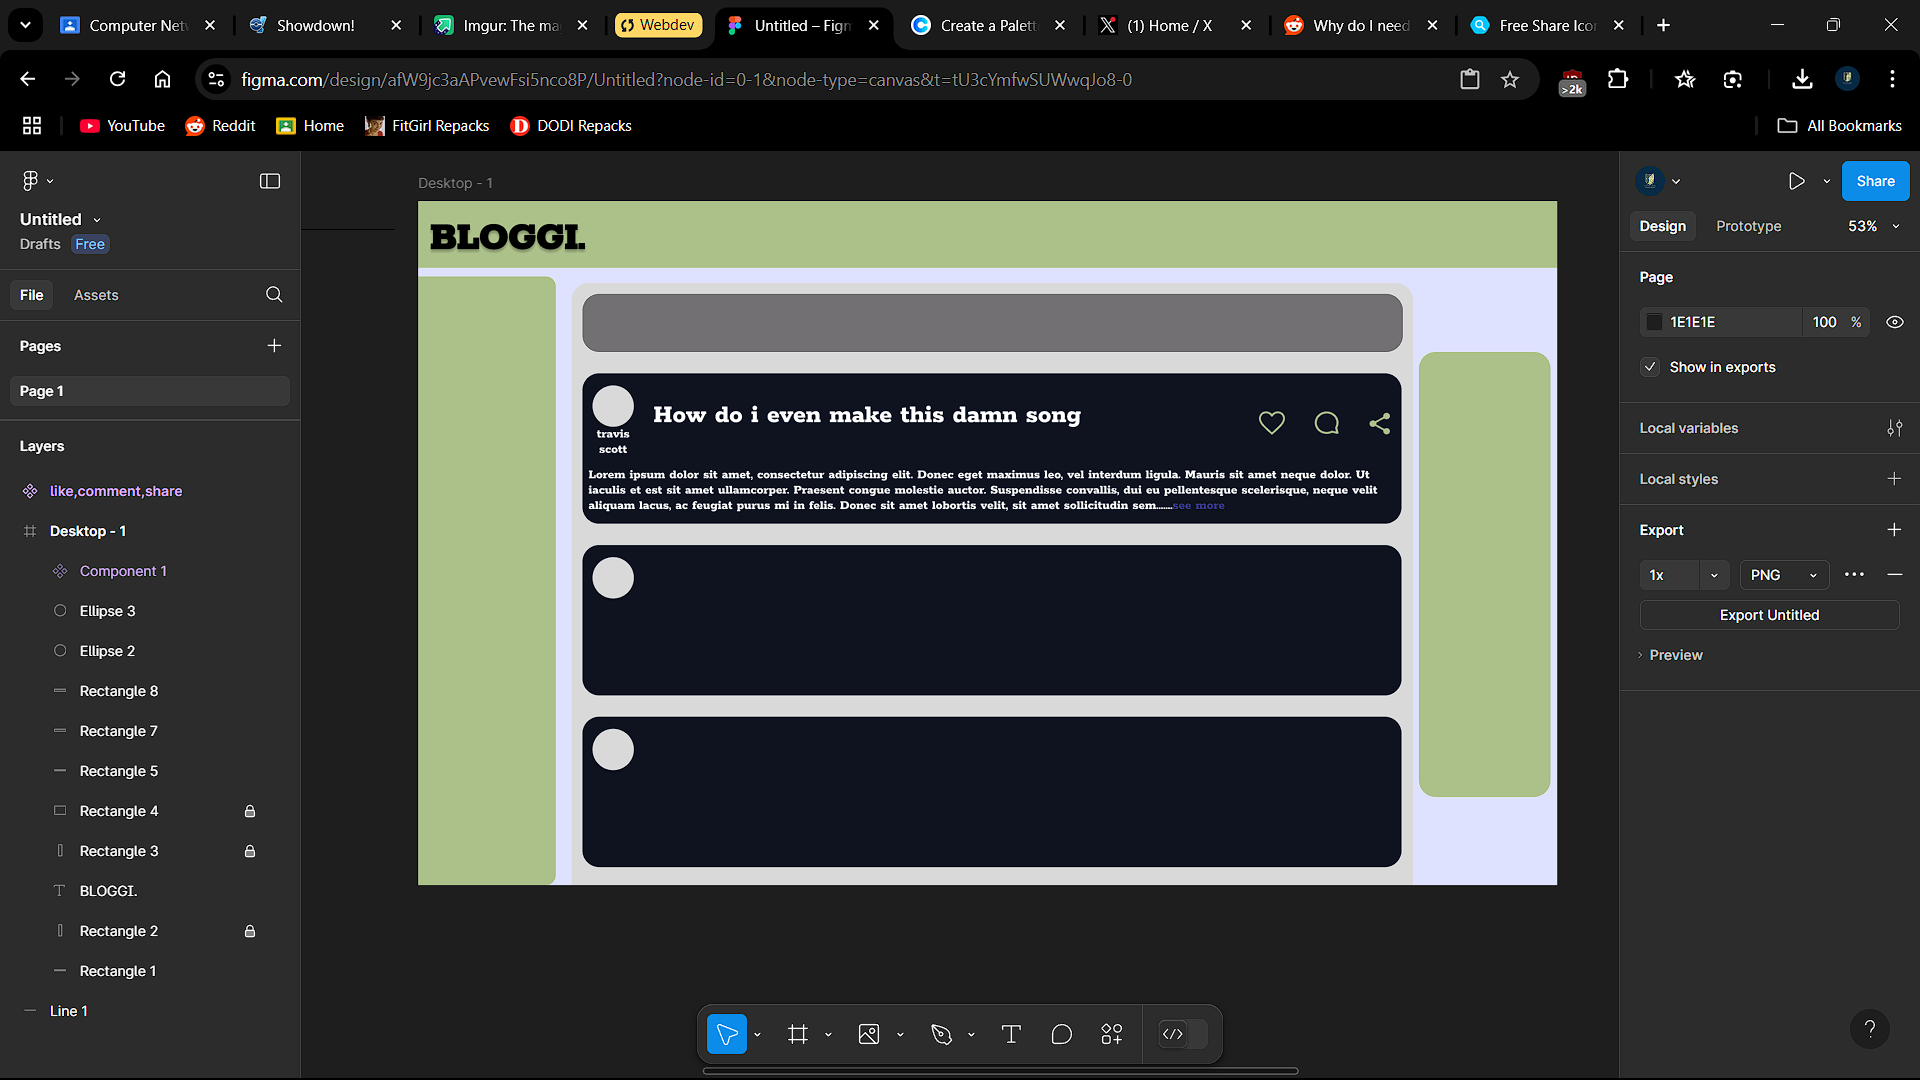 Computer Net
Showdown!
Imgur: The ma
Webdev
Untitled – Figm
Create a Palett
(1) Home / X
Why do I need
Free Share Icon
figma.com/design/afW9jc3aAPvewFsi5nco8P/Untitled?node-id=0-1&node-type=canvas&t=tU3cYmfwSUWwqJo8-0
>2k
YouTube
Reddit
Home
FitGirl Repacks
DODI Repacks
All Bookmarks
Untitled
Drafts
Free
File
Assets
Pages
Page 1
Layers
like,comment,share
Desktop - 1
Component 1
Ellipse 3
Ellipse 2
Rectangle 8
Rectangle 7
Rectangle 5
Rectangle 4
Rectangle 3
BLOGGI.
Rectangle 2
Rectangle 1
Line 1
Desktop - 1
BLOGGI.
How do i even make this damn song
travis
scott
Lorem ipsum dolor sit amet, consectetur adipiscing elit. Donec eget maximus leo, vel interdum ligula. Mauris sit amet neque dolor. Ut
iaculis et est sit amet ullamcorper. Praesent congue molestie auctor. Suspendisse convallis, dui eu pellentesque scelerisque, neque velit
aliquam lacus, ac feugiat purus mi in felis. Donec sit amet lobortis velit, sit amet sollicitudin sem.......see more
Share
Design
Prototype
53%
Page
1E1E1E
100
%
Show in exports
Local variables
Local styles
Export
1x
PNG
Export Untitled
Preview
?